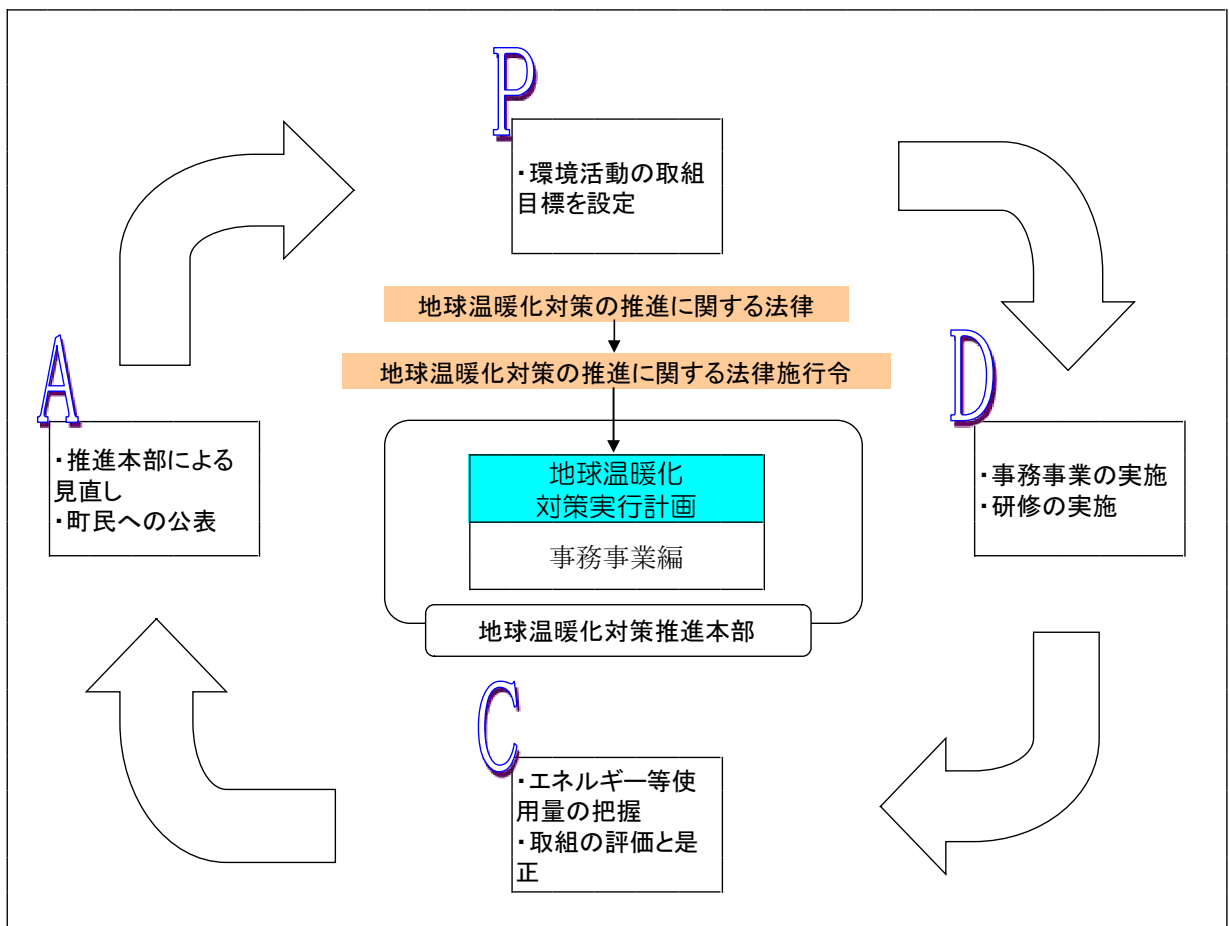 P
・環境活動の取組
目標を設定
地球温暖化対策の推進に関する法律
地球温暖化対策の推進に関する法律施行令
A
・推進本部による
見直し
・町民への公表
地球温暖化
対策実行計画
事務事業編
地球温暖化対策推進本部
D
・事務事業の実施
・研修の実施
C
・エネルギー等使
用量の把握
・取組の評価と是
正